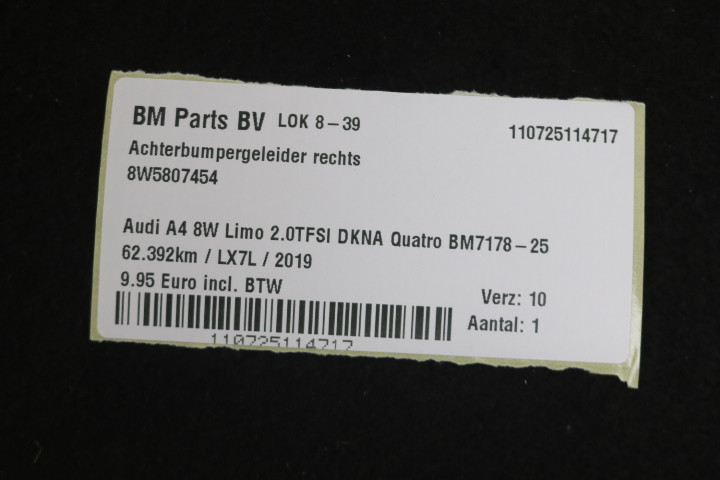 BM Parts BV LOK 8-39
110725114717
Achterbumpergeleider rechts
8W5807454
Audi A4 8W Limo 2.0TFSI DKNA Quatro BM7178-25
62.392km / LX7L / 2019
9.95 Euro incl. BTW
Verz: 10
Aantal: 1
110725114717